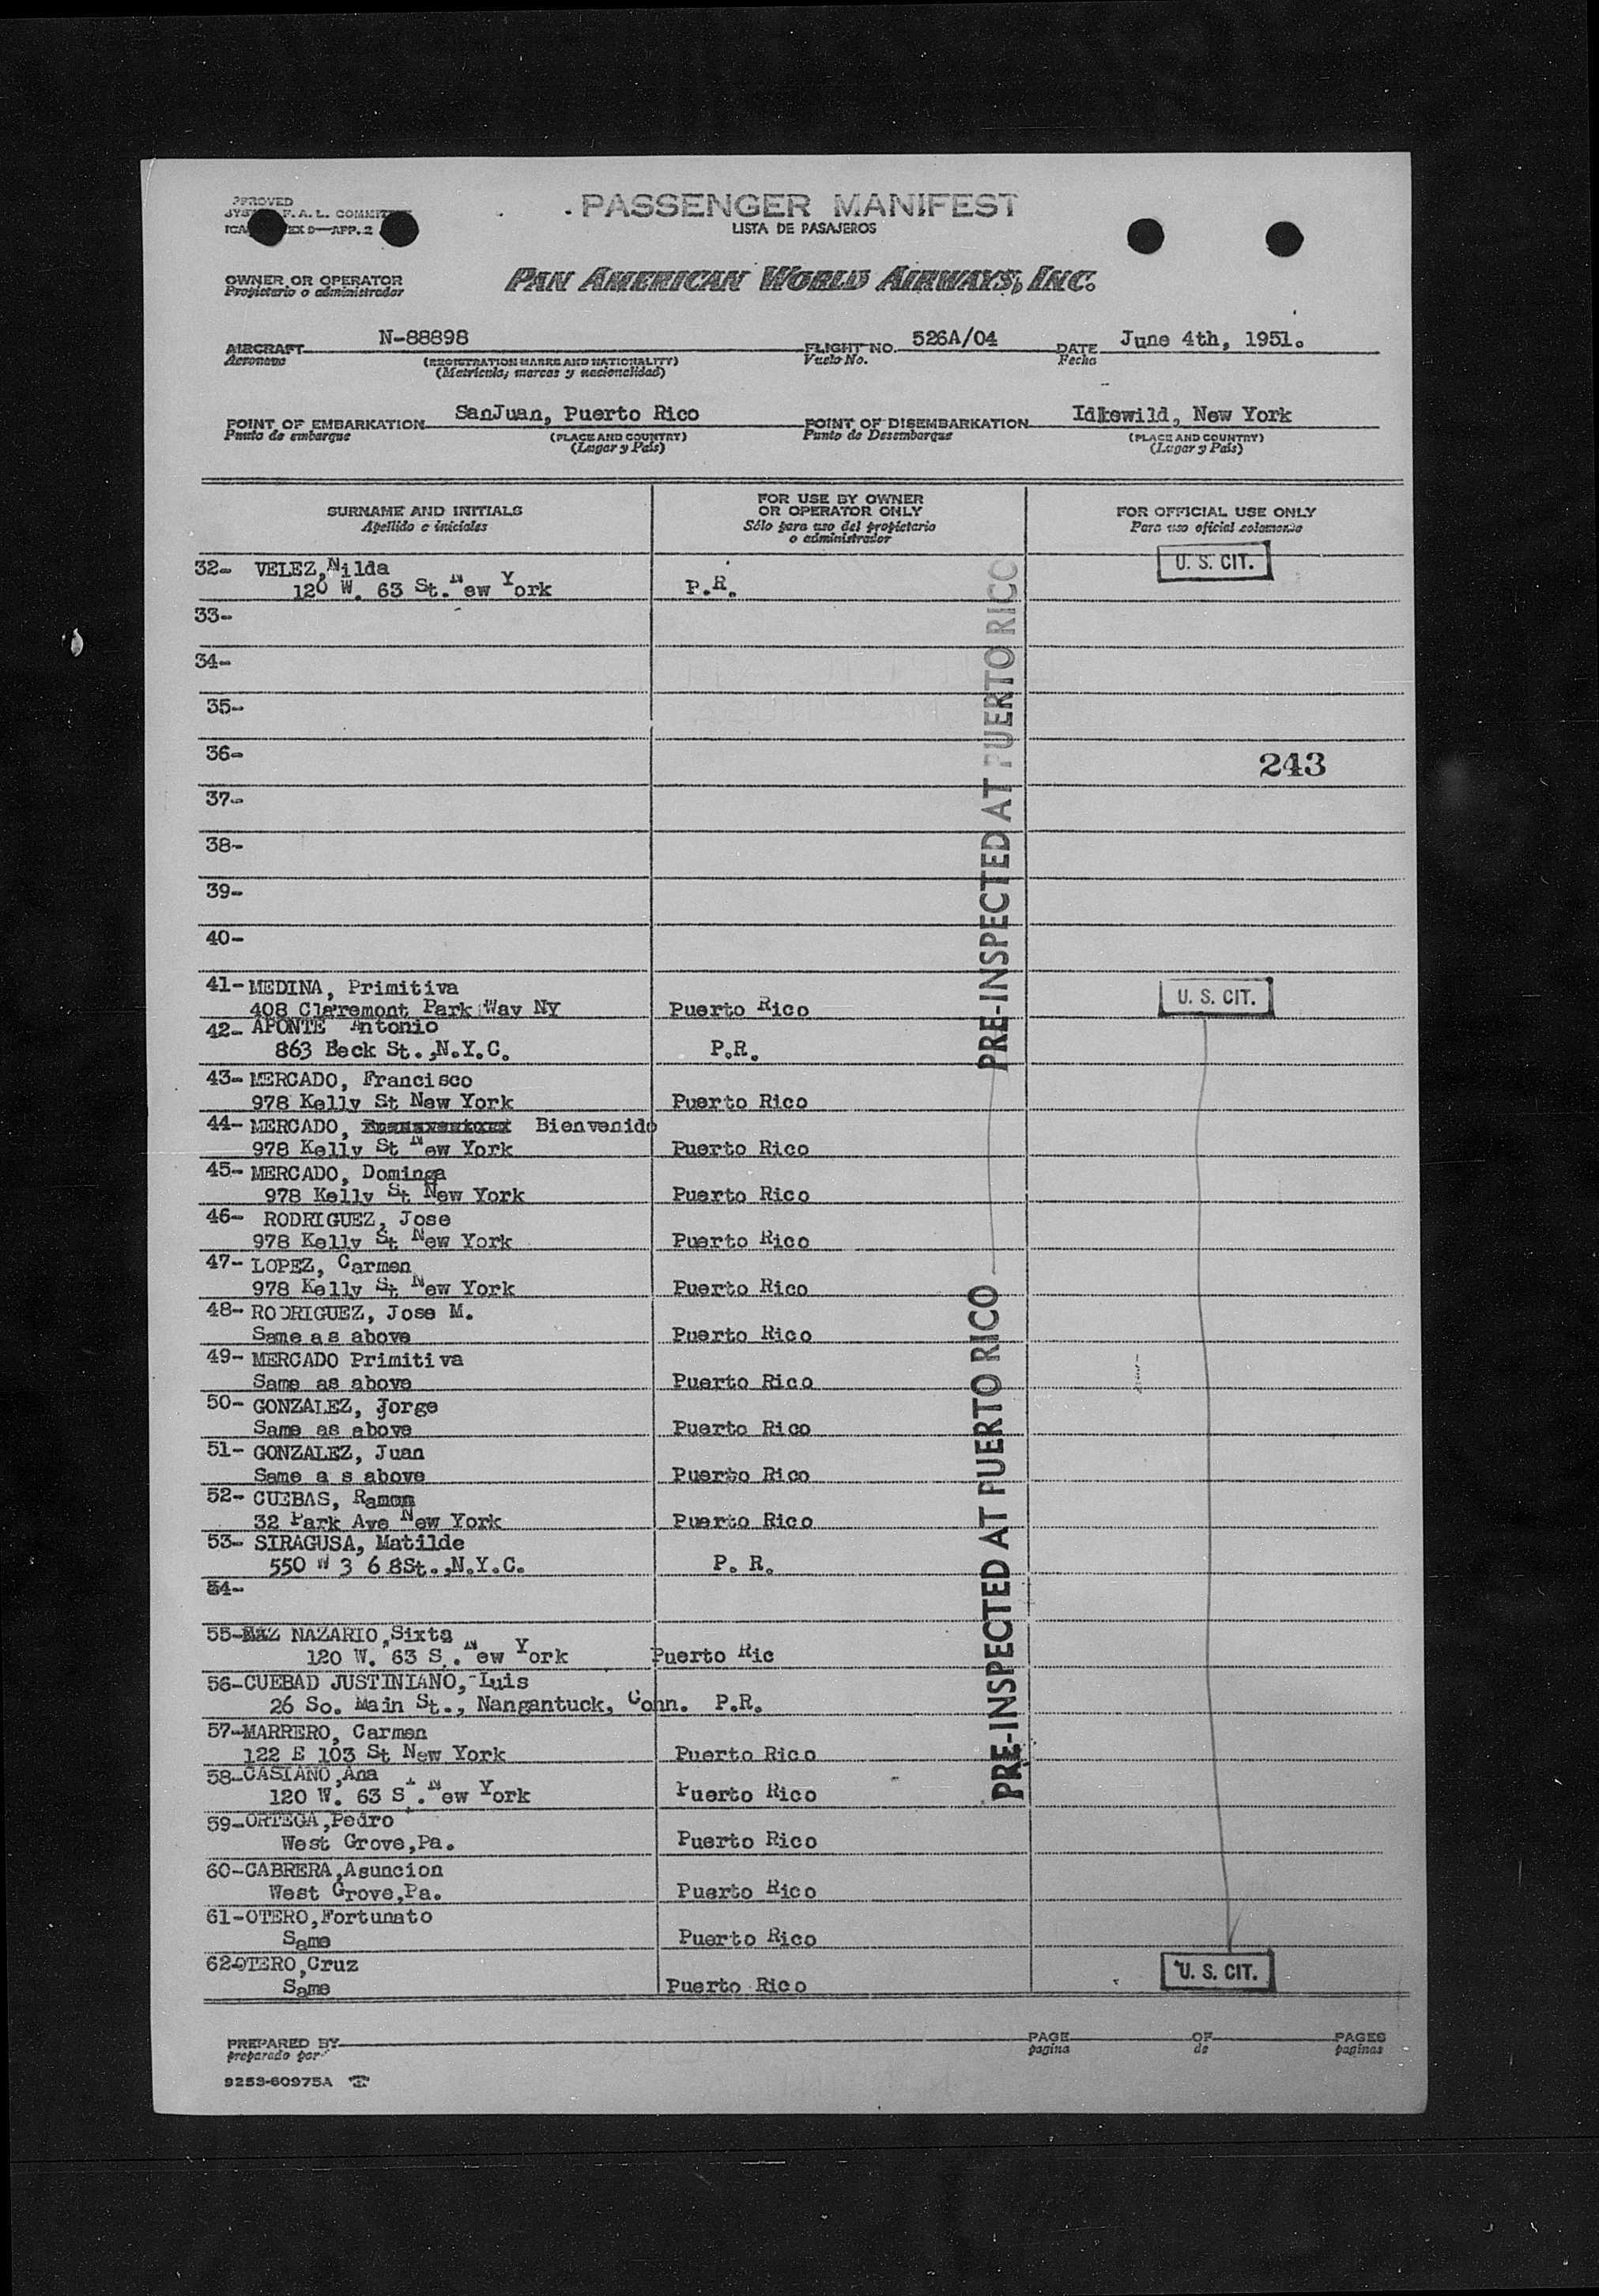 PASSENGER MANIFEST
LISTA DE PASAJEROS
OWNER OR OPERATOR
Propietario o administrador
PAN AMERICAN WORLD AIRWAYS, INC.
AIRCRAFT N-88898 FLIGHT NO. 526A/04 DATE June 4th, 1951.
Aeronave (REGISTRATION MARKS AND NATIONALITY) Vuelo No. Fecha
(Matricula; marcas y nacionalidad)
POINT OF EMBARKATION SanJuan, Puerto Rico POINT OF DISEMBARKATION Idlewild, New York
Punto de embarque (PLACE AND COUNTRY) Punto de Desembarque (PLACE AND COUNTRY)
(Lugar y País) (Lugar y País)
SURNAME AND INITIALS
Apellido e iniciales
FOR USE BY OWNER
OR OPERATOR ONLY
Sólo para uso del propietario
o administrador
FOR OFFICIAL USE ONLY
Para uso oficial solamente
32- VELEZ,Nilda U. S. CIT.
120 W. 63 St. New York P.R.
33-
34-
35-
36-
243
37-
38-
39-
40-
41- MEDINA, Primitiva U. S. CIT.
408 Claremont Park Way NY Puerto Rico
42- APONTE Antonio
863 Beck St.,N.Y.C. P.R.
43- MERCADO, Francisco
978 Kelly St New York Puerto Rico
44- MERCADO, Bienvenido
978 Kelly St New York Puerto Rico
45- MERCADO, Dominga
978 Kelly St New York Puerto Rico
46- RODRIGUEZ, Jose
978 Kelly St New York Puerto Rico
47- LOPEZ, Carmen
978 Kelly St New York Puerto Rico
48- RODRIGUEZ, Jose M.
Same as above Puerto Rico
49- MERCADO Primitiva
Same as above Puerto Rico
50- GONZALEZ, Jorge
Same as above Puerto Rico
51- GONZALEZ, Juan
Same a s above Puerto Rico
52- CUEBAS, Ramon
32 Park Ave New York Puerto Rico
53- SIRAGUSA, Matilde
550 W 3 6 8St.,N.Y.C. P. R.
54-
55- NAZARIO,Sixta
120 W. 63 S . New York Puerto Ric
56-CUEBAD JUSTINIANO, Luis
26 So. Main St., Nangantuck, Conn. P.R.
57-MARRERO, Carmen
122 E 103 St New York Puerto Rico
58-CASIANO,Ana
120 W. 63 St. New York Puerto Rico
59-ORTEGA,Pedro
West Grove,Pa. Puerto Rico
60-CABRERA,Asuncion
West Grove,Pa. Puerto Rico
61-OTERO,Fortunato
Same Puerto Rico
62-OTERO,Cruz U. S. CIT.
Same Puerto Rico
PRE-INSPECTED AT PUERTO RICO
PRE-INSPECTED AT PUERTO RICO
PREPARED BY PAGE OF PAGES
preparado por pagina de paginas
9253-60975A